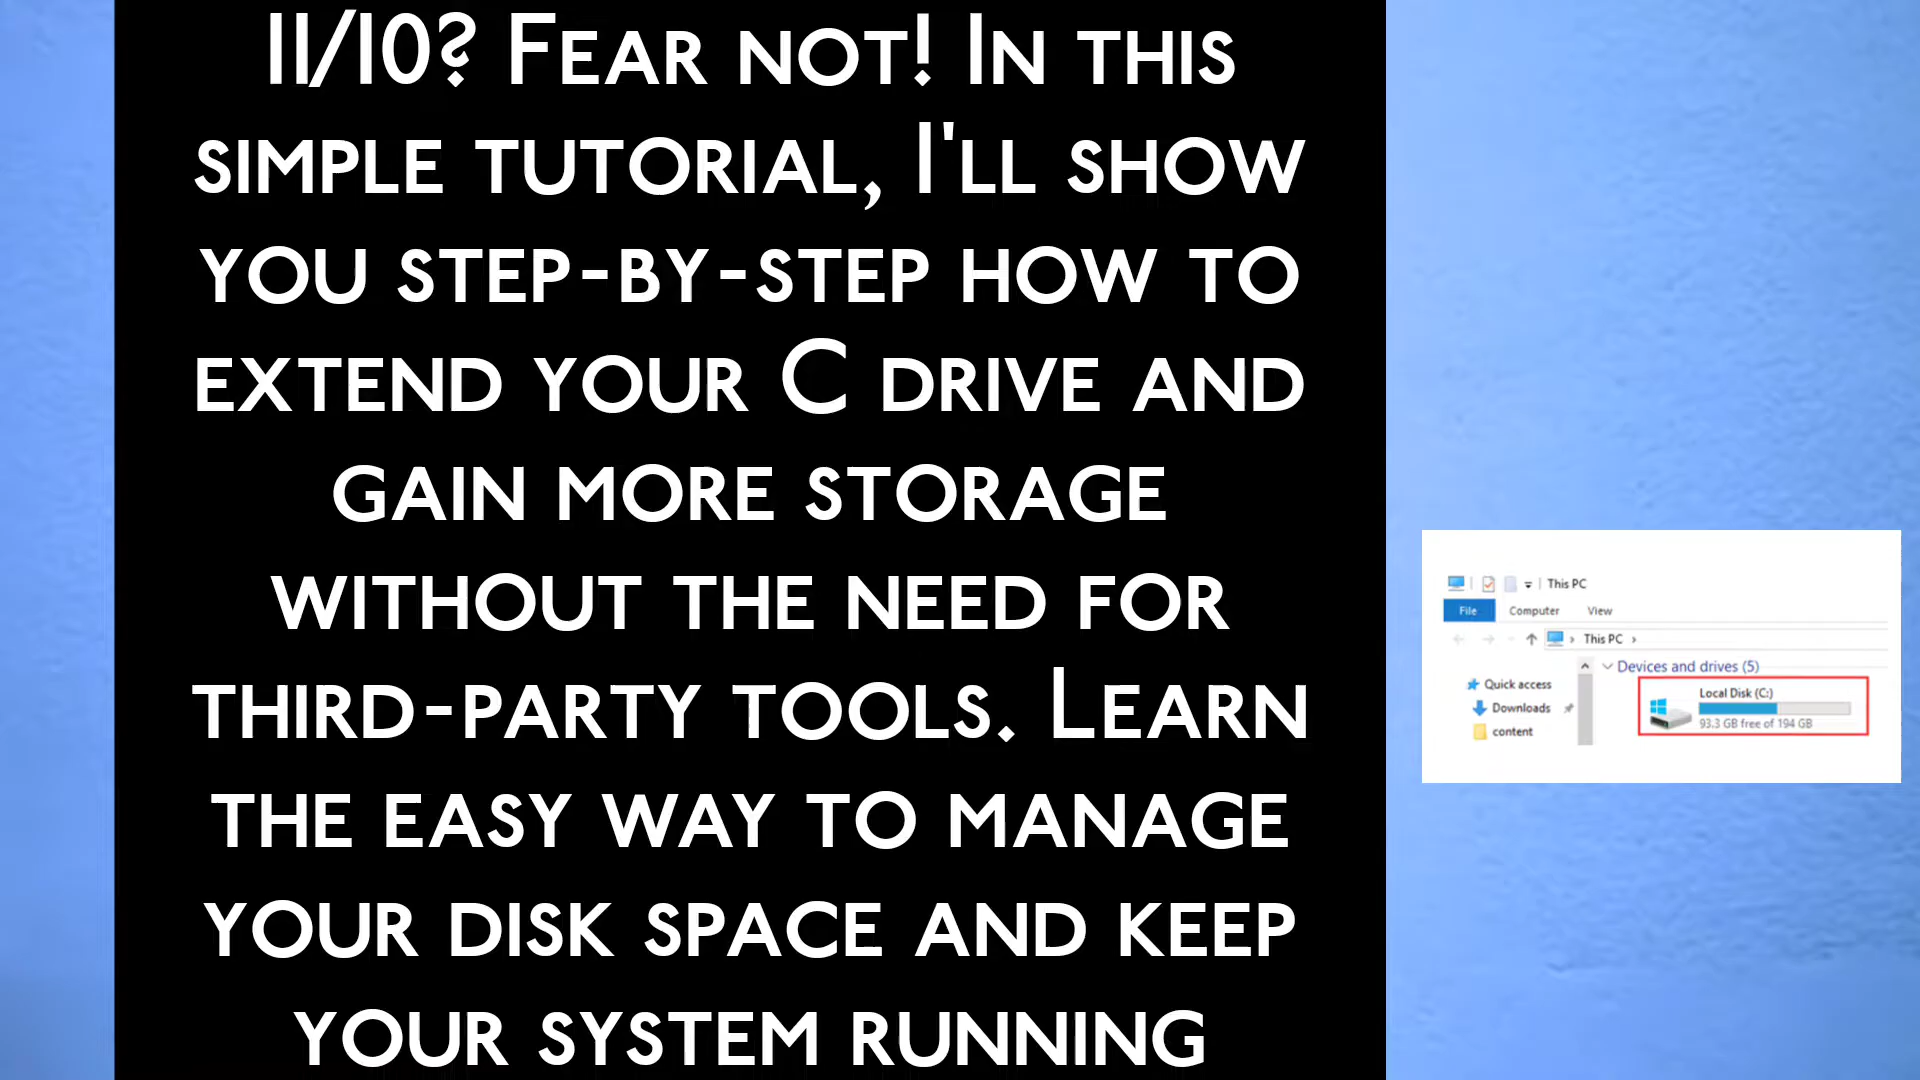 11/10? Fear not! In this
simple tutorial, I'll show
you step-by-step how to
extend your C drive and
gain more storage
without the need for
third-party tools. Learn
the easy way to manage
your disk space and keep
your system running
This PC
File Computer View
This PC
Devices and drives (5)
Quick access
Local Disk (C:)
Downloads
93.3 GB free of 194 GB
content